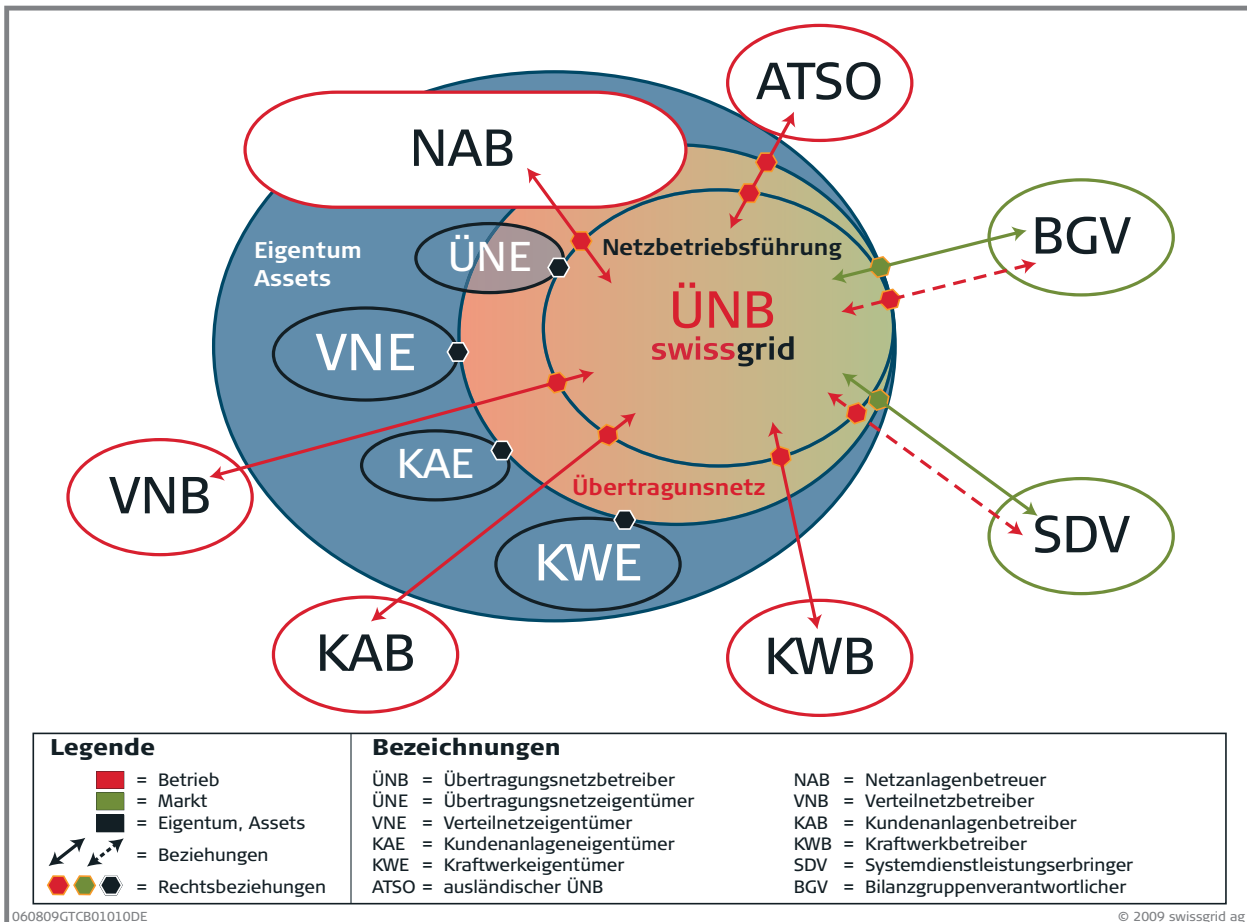 ATSO
NAB
BGV
Eigentum
Assets
ÜNE
Netzbetriebsführung
ÜNB
swissgrid
VNE
KAE
VNB
Übertragunsnetz
SDV
KWE
KAB
KWB
Legende
= Betrieb
= Markt
= Eigentum, Assets
= Beziehungen
= Rechtsbeziehungen
Bezeichnungen
ÜNB = Übertragungsnetzbetreiber
ÜNE = Übertragungsnetzeigentümer
VNE = Verteilnetzeigentümer
KAE = Kundenanlageneigentümer
KWE = Kraftwerkeigentümer
ATSO = ausländischer ÜNB
NAB = Netzanlagenbetreuer
VNB = Verteilnetzbetreiber
KAB = Kundenanlagenbetreiber
KWB = Kraftwerkbetreiber
SDV = Systemdienstleistungserbringer
BGV = Bilanzgruppenverantwortlicher
060809GTCB01010DE
© 2009 swissgrid ag